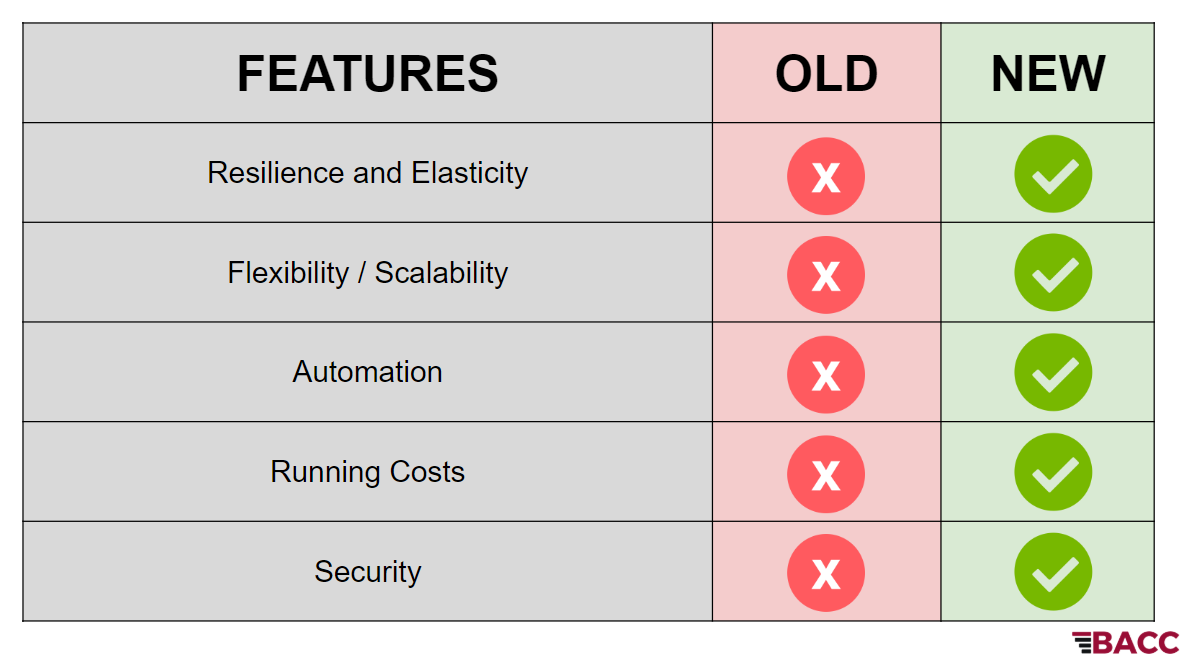 FEATURES OLD NEW
Resilience and Elasticity X
Flexibility / Scalability X
Automation X
Running Costs X
Security X
BACC